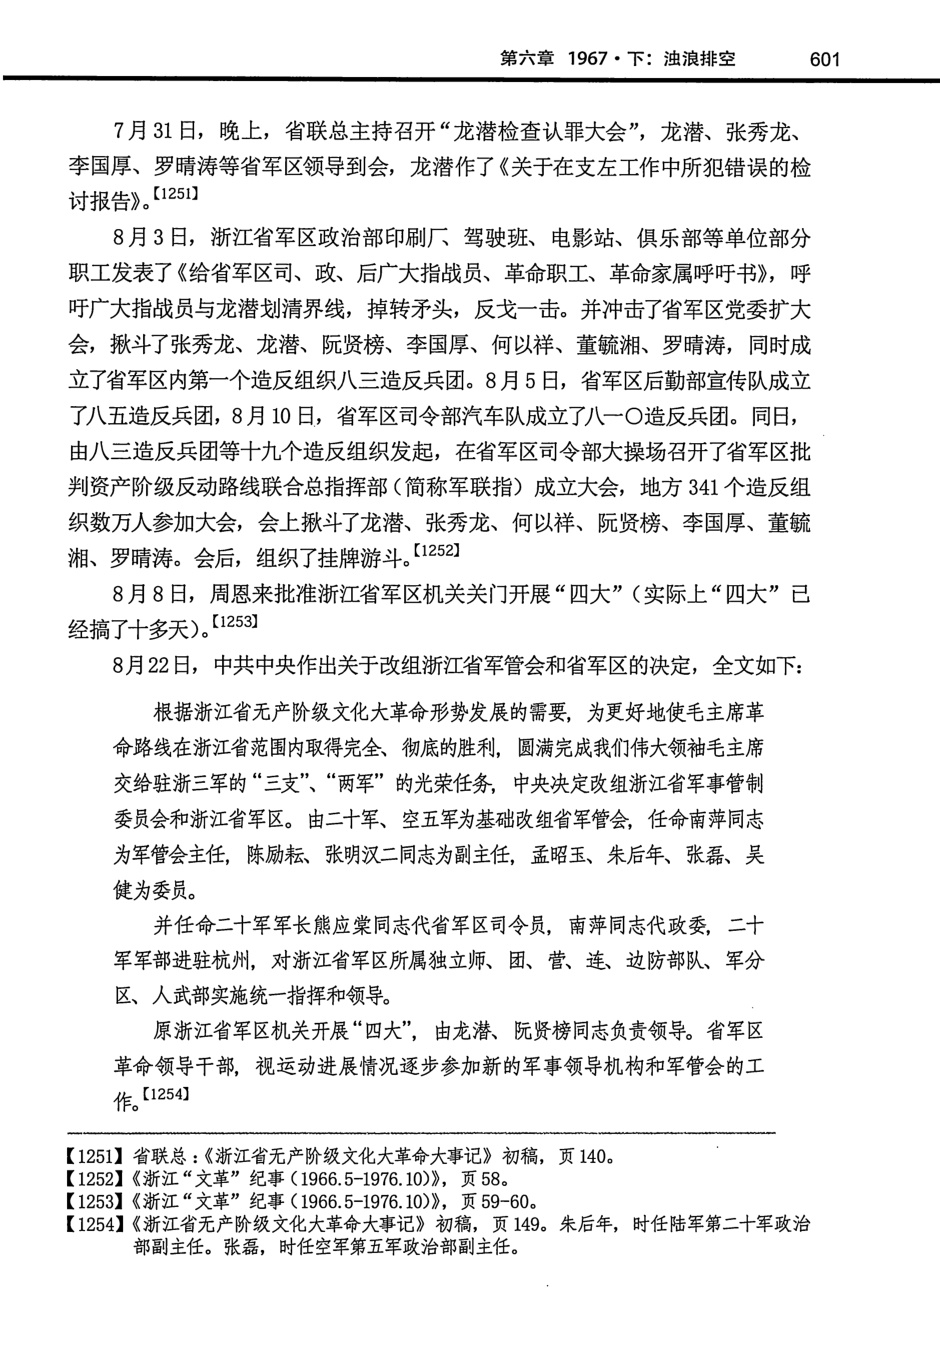 第六章 1967·下：浊浪排空 601
7月31日，晚上，省联总主持召开“龙潜检查认罪大会”，龙潜、张秀龙、
李国厚、罗晴涛等省军区领导到会，龙潜作了《关于在支左工作中所犯错误的检
讨报告》。【1251】
8月3日，浙江省军区政治部印刷厂、驾驶班、电影站、俱乐部等单位部分
职工发表了《给省军区司、政、后广大指战员、革命职工、革命家属呼吁书》，呼
吁广大指战员与龙潜划清界线，掉转矛头，反戈一击。并冲击了省军区党委扩大
会，揪斗了张秀龙、龙潜、阮贤榜、李国厚、何以祥、董毓湘、罗晴涛，同时成
立了省军区内第一个造反组织八三造反兵团。8月5日，省军区后勤部宣传队成立
了八五造反兵团，8月10日，省军区司令部汽车队成立了八一〇造反兵团。同日，
由八三造反兵团等十九个造反组织发起，在省军区司令部大操场召开了省军区批
判资产阶级反动路线联合总指挥部（简称军联指）成立大会，地方341个造反组
织数万人参加大会，会上揪斗了龙潜、张秀龙、何以祥、阮贤榜、李国厚、董毓
湘、罗晴涛。会后，组织了挂牌游斗。【1252】
8月8日，周恩来批准浙江省军区机关关门开展“四大”（实际上“四大”已
经搞了十多天）。【1253】
8月22日，中共中央作出关于改组浙江省军管会和省军区的决定，全文如下：
根据浙江省无产阶级文化大革命形势发展的需要，为更好地使毛主席革
命路线在浙江省范围内取得完全、彻底的胜利，圆满完成我们伟大领袖毛主席
交给驻浙三军的“三支”、“两军”的光荣任务，中央决定改组浙江省军事管制
委员会和浙江省军区。由二十军、空五军为基础改组省军管会，任命南萍同志
为军管会主任，陈励耘、张明汉二同志为副主任，孟昭玉、朱后年、张磊、吴
健为委员。
并任命二十军军长熊应棠同志代省军区司令员，南萍同志代政委，二十
军军部进驻杭州，对浙江省军区所属独立师、团、营、连、边防部队、军分
区、人武部实施统一指挥和领导。
原浙江省军区机关开展“四大”，由龙潜、阮贤榜同志负责领导。省军区
革命领导干部，视运动进展情况逐步参加新的军事领导机构和军管会的工
作。【1254】
【1251】省联总：《浙江省无产阶级文化大革命大事记》初稿，页140。
【1252】《浙江“文革”纪事（1966.5-1976.10）》，页58。
【1253】《浙江“文革”纪事（1966.5-1976.10）》，页59-60。
【1254】《浙江省无产阶级文化大革命大事记》初稿，页149。朱后年，时任陆军第二十军政治
部副主任。张磊，时任空军第五军政治部副主任。